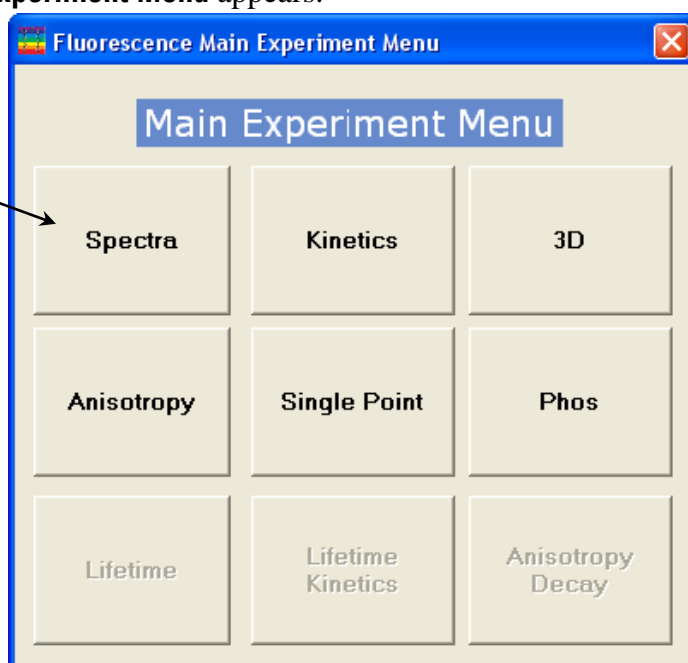 xperiment Menu appears.
Fluorescence Main Experiment Menu
Main Experiment Menu
Spectra
Kinetics
3D
Anisotropy
Single Point
Phos
Lifetime
Lifetime
Kinetics
Anisotropy
Decay